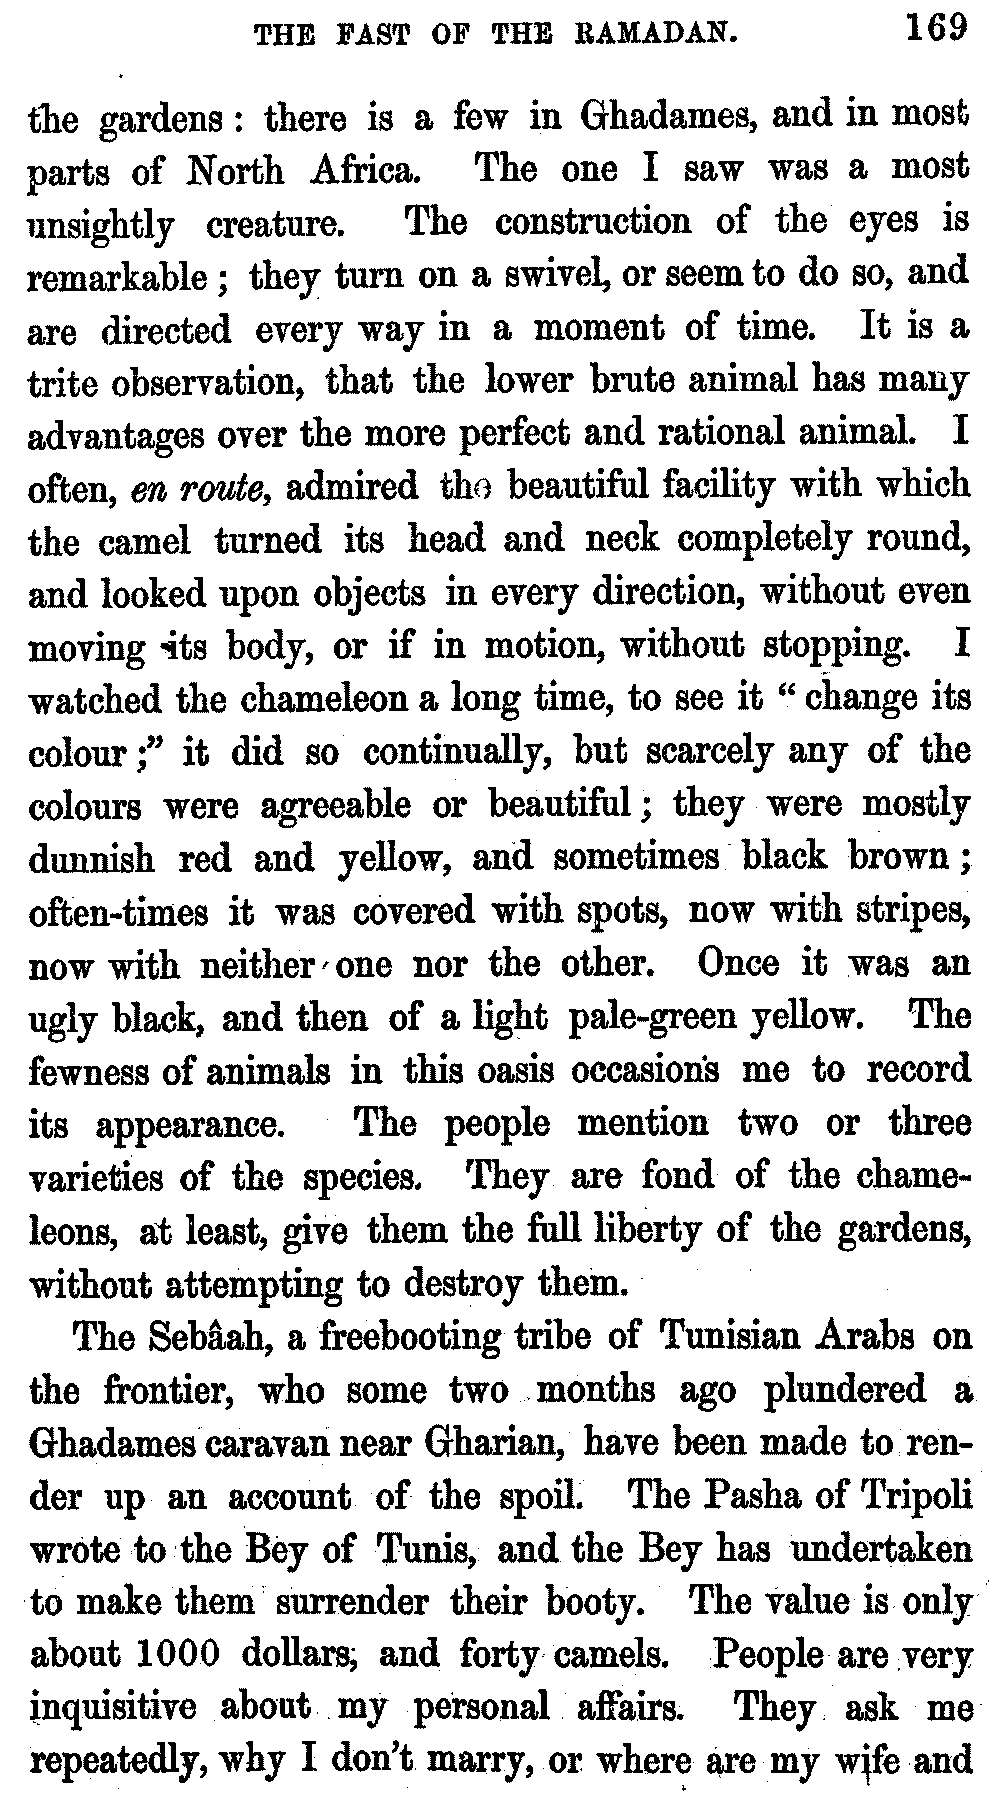 THE FAST OF THE RAMADAN. 169
the gardens : there is a few in Ghadames, and in most
parts of North Africa. The one I saw was a most
unsightly creature. The construction of the eyes is
remarkable ; they turn on a swivel, or seem to do so, and
are directed every way in a moment of time. It is a
trite observation, that the lower brute animal has many
advantages over the more perfect and rational animal. I
often, en route, admired the beautiful facility with which
the camel turned its head and neck completely round,
and looked upon objects in every direction, without even
moving its body, or if in motion, without stopping. I
watched the chameleon a long time, to see it “ change its
colour ;” it did so continually, but scarcely any of the
colours were agreeable or beautiful ; they were mostly
dunnish red and yellow, and sometimes black brown ;
often-times it was covered with spots, now with stripes,
now with neither one nor the other. Once it was an
ugly black, and then of a light pale-green yellow. The
fewness of animals in this oasis occasions me to record
its appearance. The people mention two or three
varieties of the species. They are fond of the chame-
leons, at least, give them the full liberty of the gardens,
without attempting to destroy them.
The Sebâah, a freebooting tribe of Tunisian Arabs on
the frontier, who some two months ago plundered a
Ghadames caravan near Gharian, have been made to ren-
der up an account of the spoil. The Pasha of Tripoli
wrote to the Bey of Tunis, and the Bey has undertaken
to make them surrender their booty. The value is only
about 1000 dollars, and forty camels. People are very
inquisitive about my personal affairs. They ask me
repeatedly, why I don’t marry, or where are my wife and